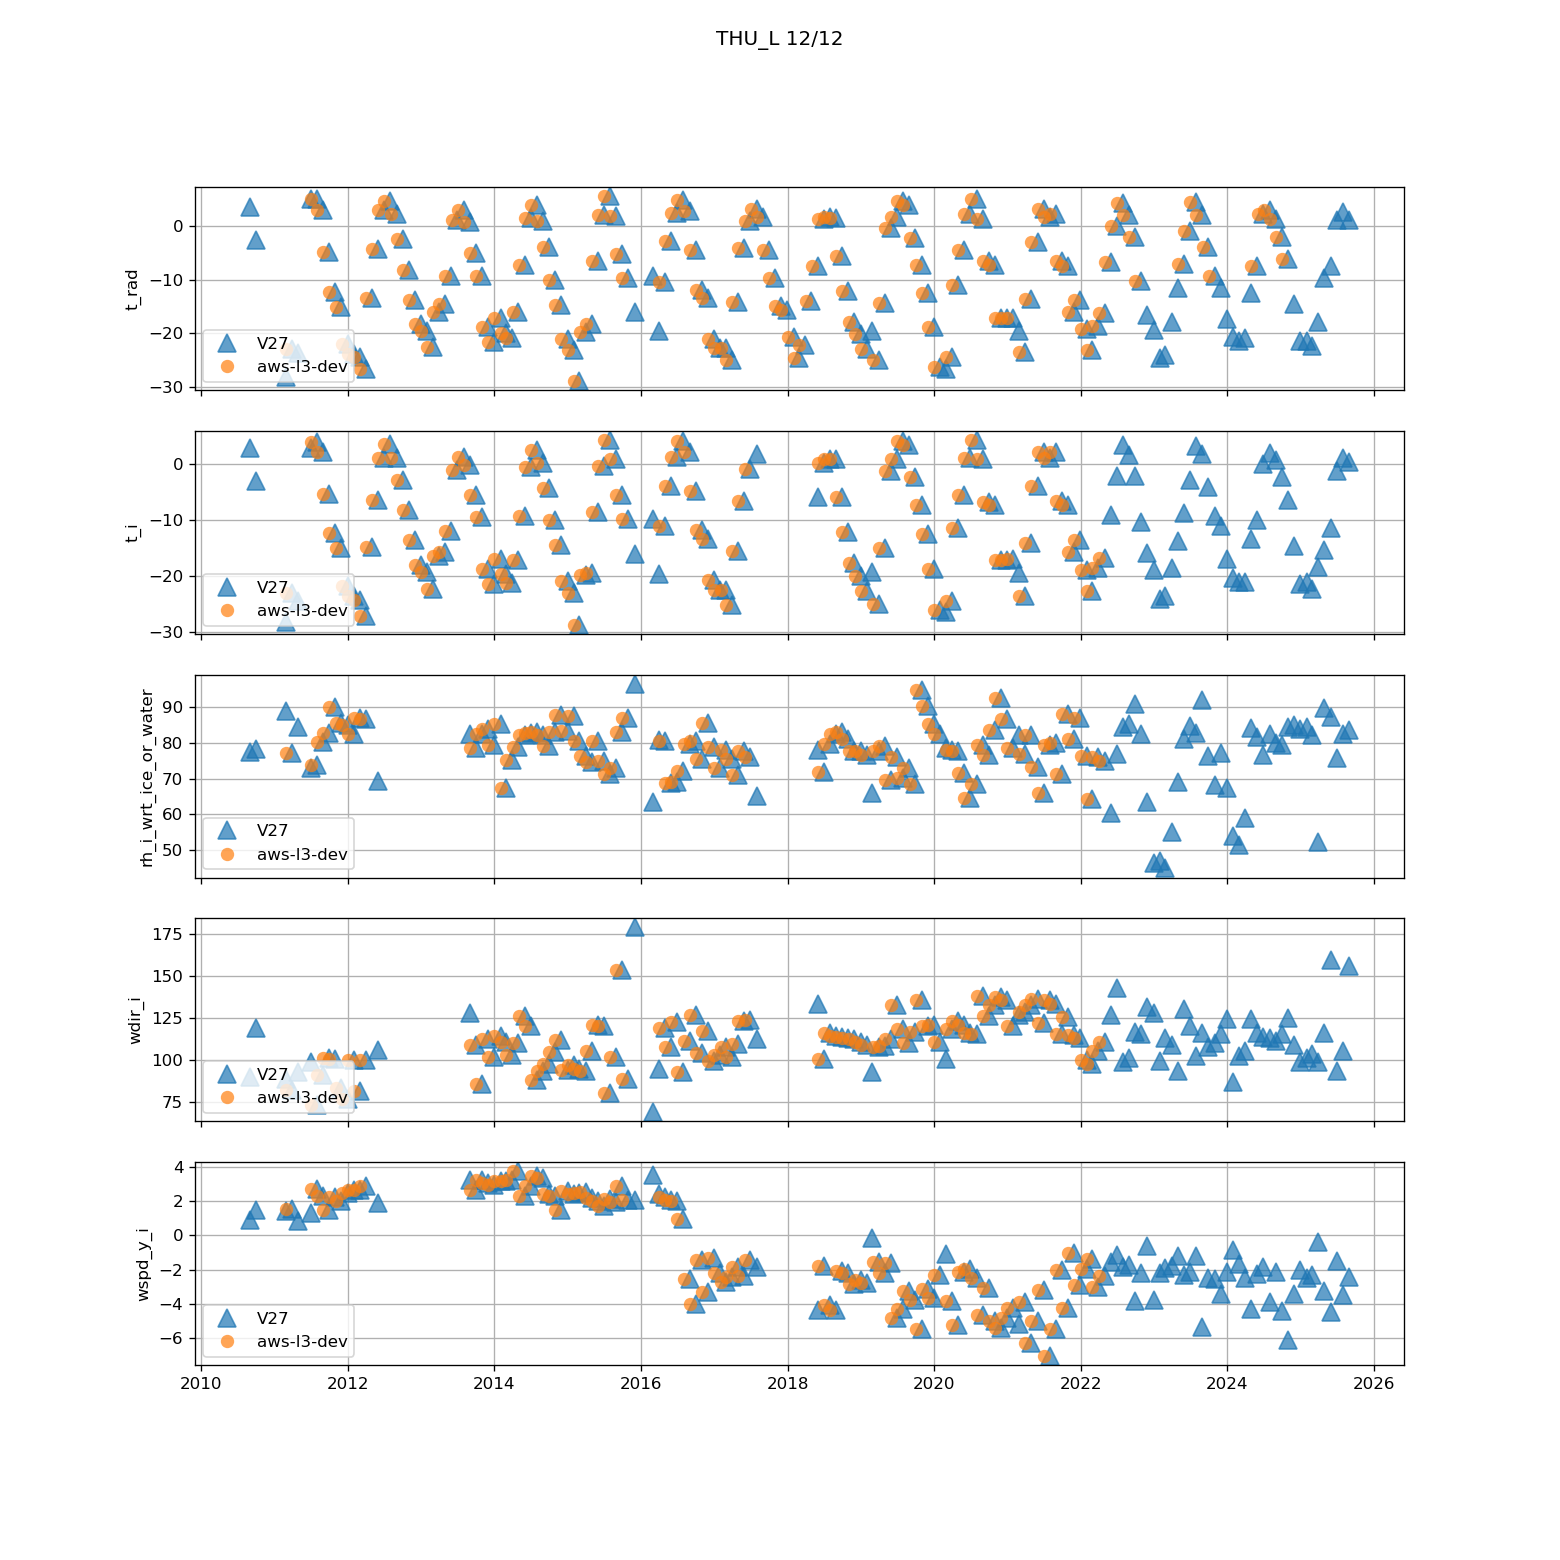 THU_L 12/12
t_rad
0
−10
−20
−30
V27
aws-l3-dev
t_i
0
−10
−20
−30
V27
aws-l3-dev
rh_i_wrt_ice_or_water
90
80
70
60
50
V27
aws-l3-dev
wdir_i
175
150
125
100
75
V27
aws-l3-dev
wspd_y_i
4
2
0
−2
−4
−6
V27
aws-l3-dev
2010 2012 2014 2016 2018 2020 2022 2024 2026